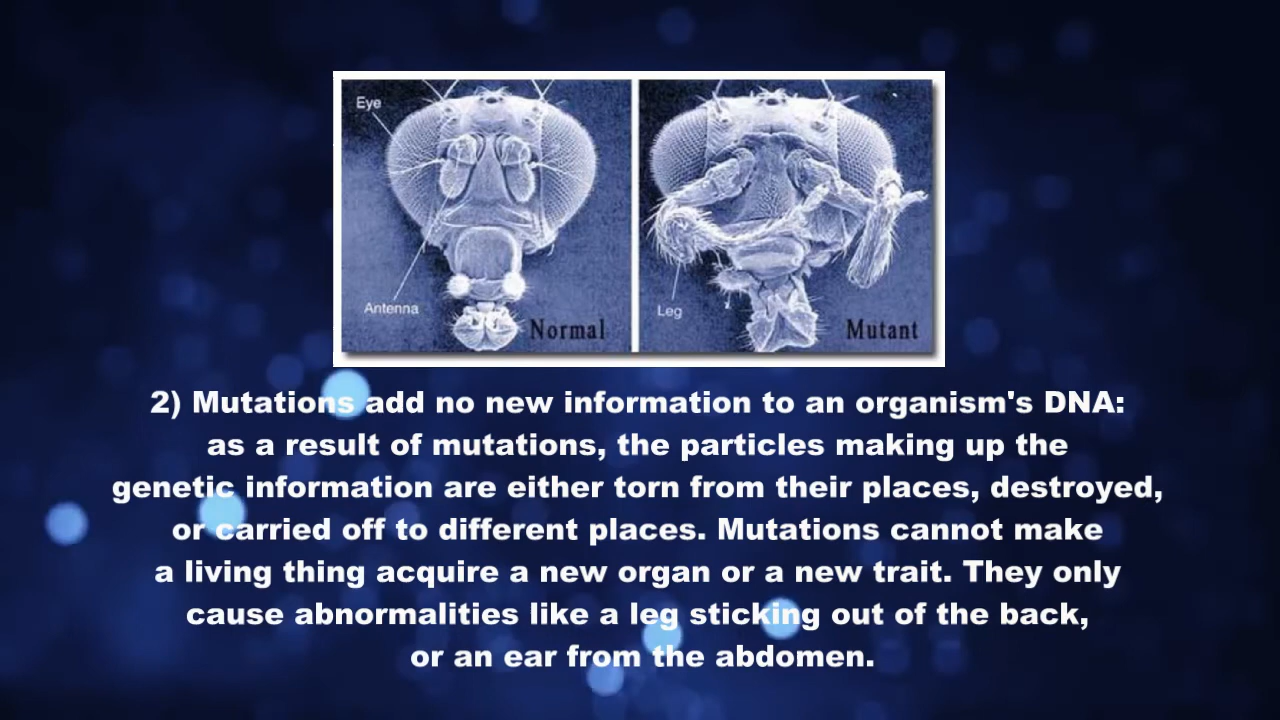 Eye
Antenna
Normal
Leg
Mutant
2) Mutations add no new information to an organism's DNA:
as a result of mutations, the particles making up the
genetic information are either torn from their places, destroyed,
or carried off to different places. Mutations cannot make
a living thing acquire a new organ or a new trait. They only
cause abnormalities like a leg sticking out of the back,
or an ear from the abdomen.